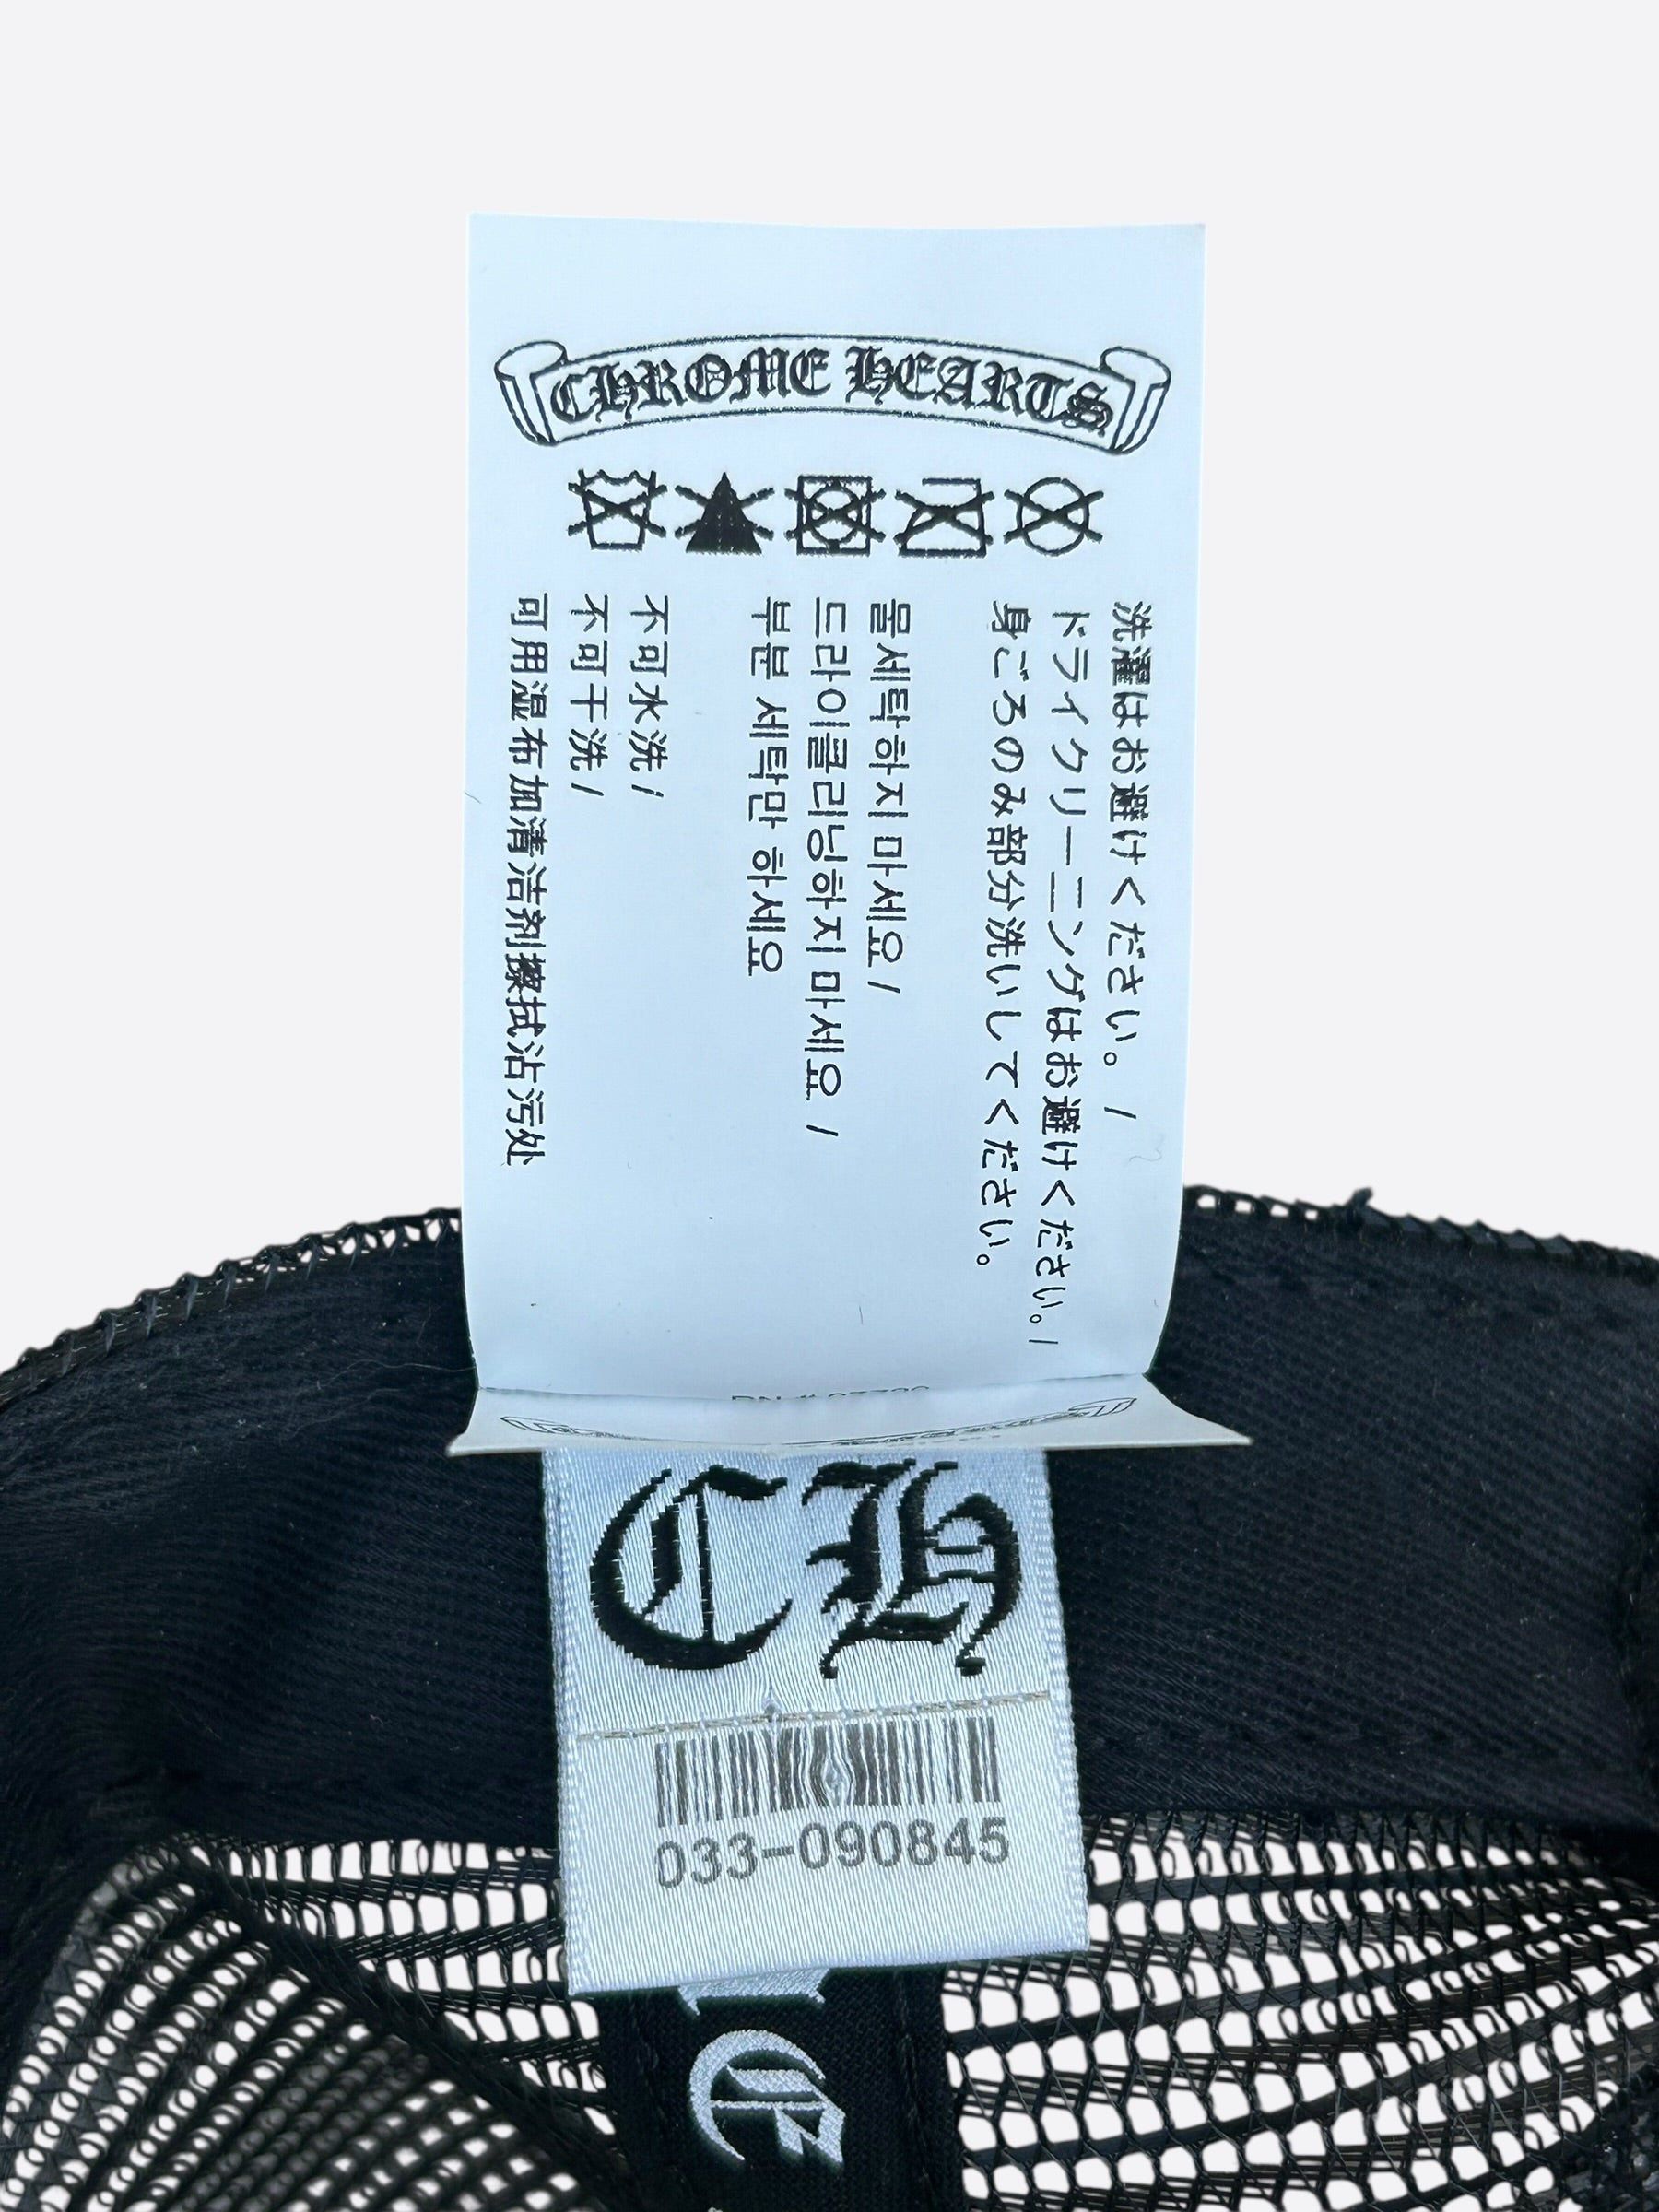 CHROME HEARTS
洗濯はお避けください。 /
ドライクリーニングはお避けください。/
身ごろのみ部分洗いしてください。
물세탁하지 마세요 /
드라이클리닝하지 마세요 /
부분 세탁만 하세요
不可水洗 /
不可干洗 /
可用湿布加清洁剂擦拭沾污处
CH
033-090845
C